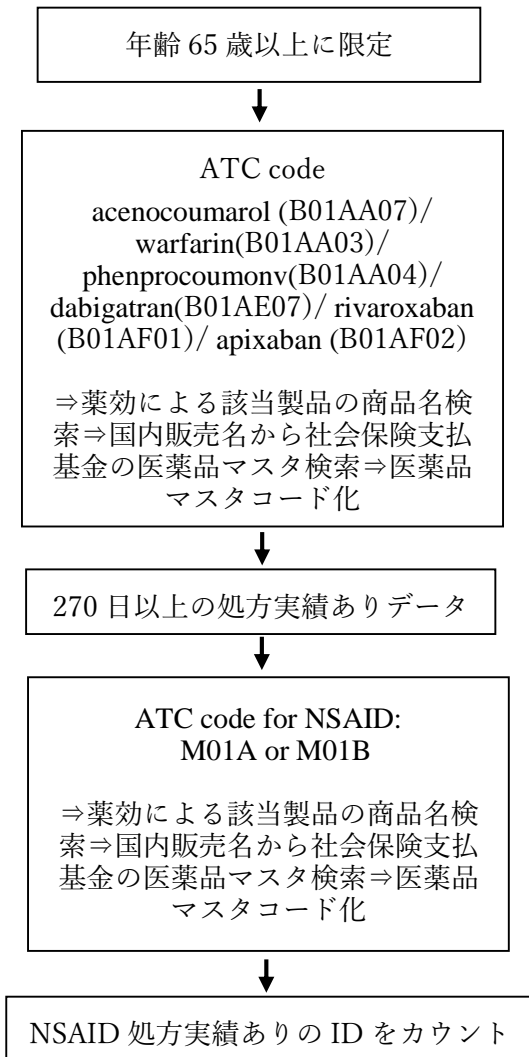 年齢 65 歳以上に限定
ATC code
acenocoumarol (B01AA07)/
warfarin(B01AA03)/
phenprocoumonv(B01AA04)/
dabigatran(B01AE07)/ rivaroxaban
(B01AF01)/ apixaban (B01AF02)
⇒薬効による該当製品の商品名検
索⇒国内販売名から社会保険支払
基金の医薬品マスタ検索⇒医薬品
マスタコード化
270 日以上の処方実績ありデータ
ATC code for NSAID:
M01A or M01B
⇒薬効による該当製品の商品名検
索⇒国内販売名から社会保険支払
基金の医薬品マスタ検索⇒医薬品
マスタコード化
NSAID 処方実績ありの ID をカウント